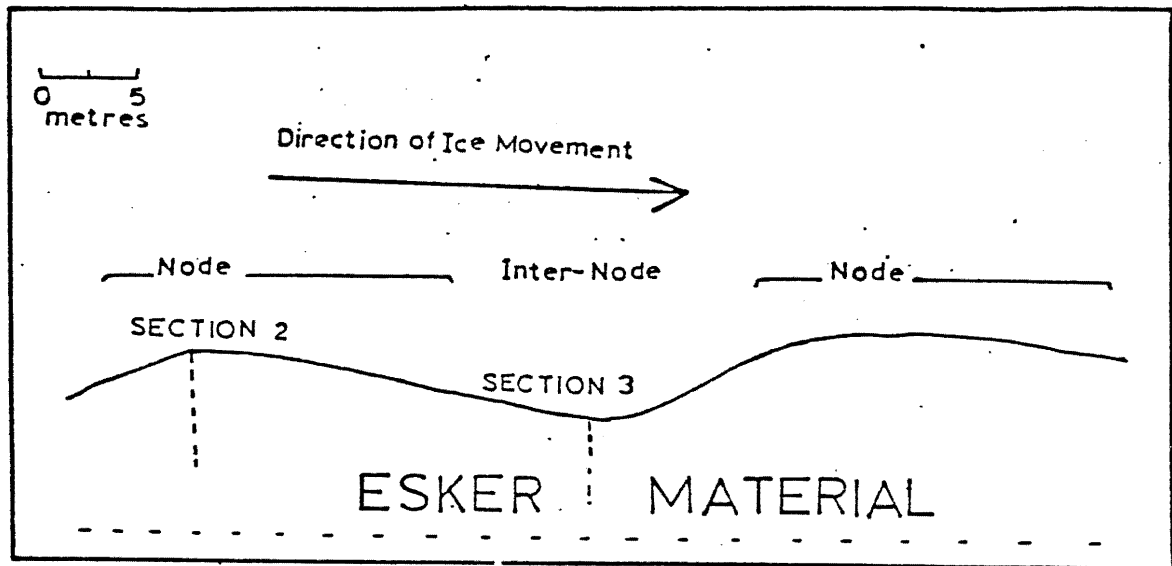 0 5
metres
Direction of Ice Movement
Node Inter-Node Node
SECTION 2
SECTION 3
ESKER MATERIAL